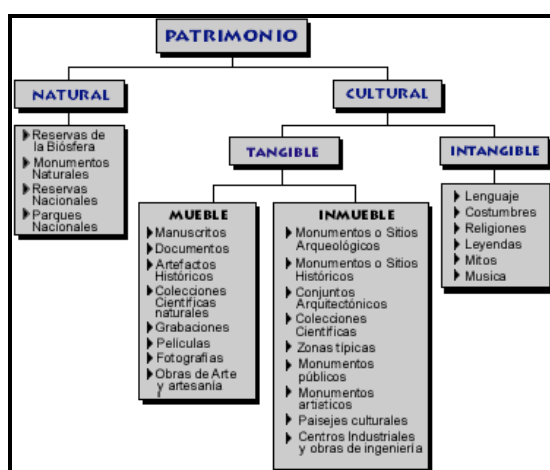 PATRIMONIO
NATURAL
CULTURAL
Reservas de
la Biósfera
Monumentos
Naturales
Reservas
Nacionales
Parques
Nacionales
TANGIBLE
INTANGIBLE
MUEBLE
Manuscritos
Documentos
Artefactos
Históricos
Colecciones
Científicas
naturales
Grabaciones
Películas
Fotografías
Obras de Arte
y artesanía
INMUEBLE
Monumentos o Sitios
Arqueológicos
Monumentos o Sitios
Históricos
Conjuntos
Arquitectónicos
Colecciones
Científicas
Zonas típicas
Monumentos
públicos
Monumentos
artiaticos
Paisejes culturales
Centros Industriales
y obras de ingeniería
Lenguaje
Costumbres
Religiones
Leyendas
Mitos
Musica